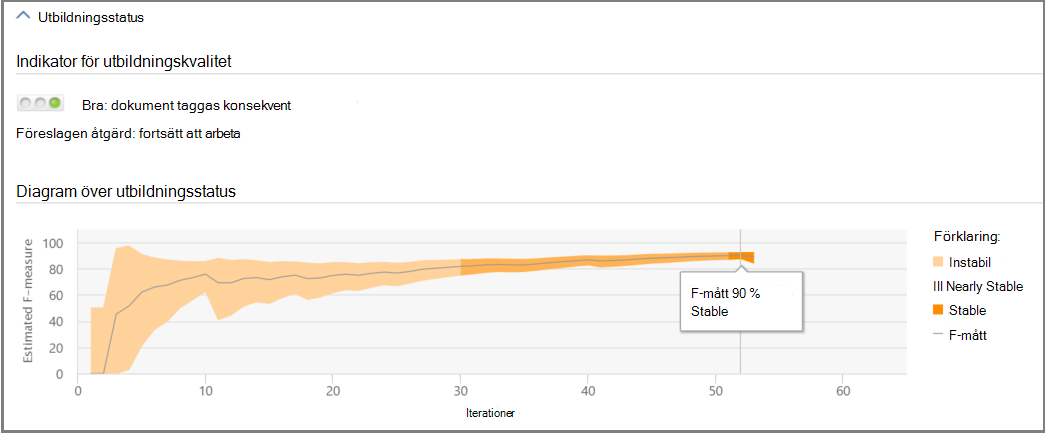 Utbildningsstatus
Indikator för utbildningskvalitet
Bra: dokument taggas konsekvent
Föreslagen åtgärd: fortsätt att arbeta
Diagram över utbildningsstatus
Estimated F-measure
100
80
60
40
20
0
0 10 20 30 40 50 60
Iterationer
F-mått 90 %
Stable
Förklaring:
Instabil
III Nearly Stable
Stable
F-mått